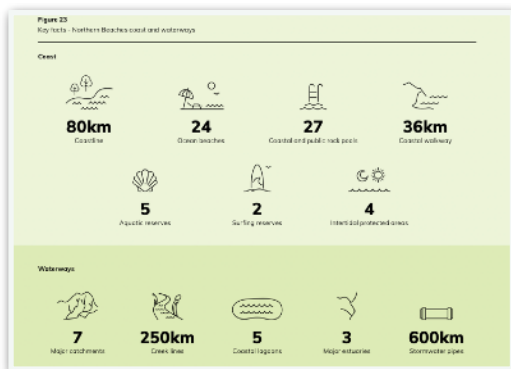 Figure 23
Key facts - Northern Beaches coast and waterways
Coast
80km
Coastline
24
Ocean beaches
27
Coastal and public rock pools
36km
Coastal walkway
5
Aquatic reserves
2
Surfing reserves
4
Intertidal protected areas
Waterways
7
Major catchments
250km
Creek lines
5
Coastal lagoons
3
Major estuaries
600km
Stormwater pipes